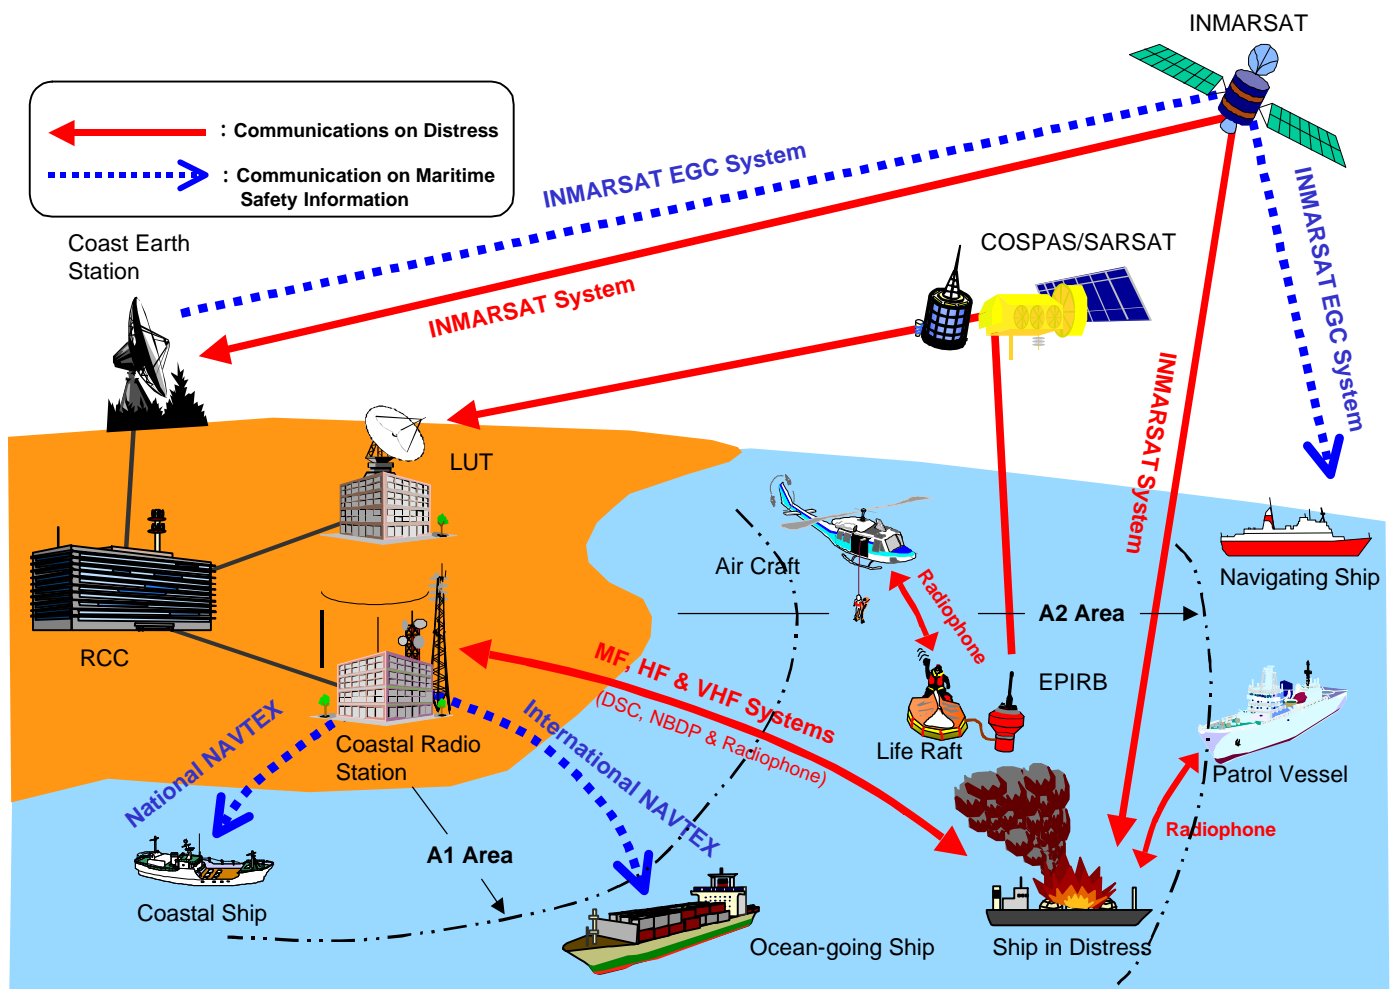 INMARSAT
: Communications on Distress
: Communication on Maritime
Safety Information
INMARSAT EGC System
INMARSAT System
INMARSAT EGC System
Coast Earth
Station
COSPAS/SARSAT
INMARSAT System
LUT
Air Craft
Radiophone
A2 Area
Navigating Ship
RCC
MF, HF & VHF Systems
(DSC, NBDP & Radiophone)
EPIRB
Life Raft
Coastal Radio
Station
National NAVTEX
International NAVTEX
Patrol Vessel
Radiophone
A1 Area
Coastal Ship
Ocean-going Ship
Ship in Distress